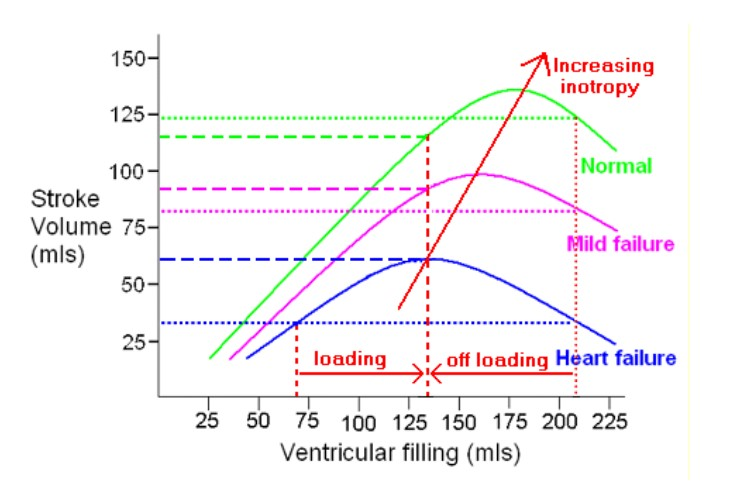 150
125
100
75
50
25
Stroke
Volume
(mls)
Increasing
inotropy
Normal
Mild failure
Heart failure
loading
off loading
25 50 75 100 125 150 175 200 225
Ventricular filling (mls)